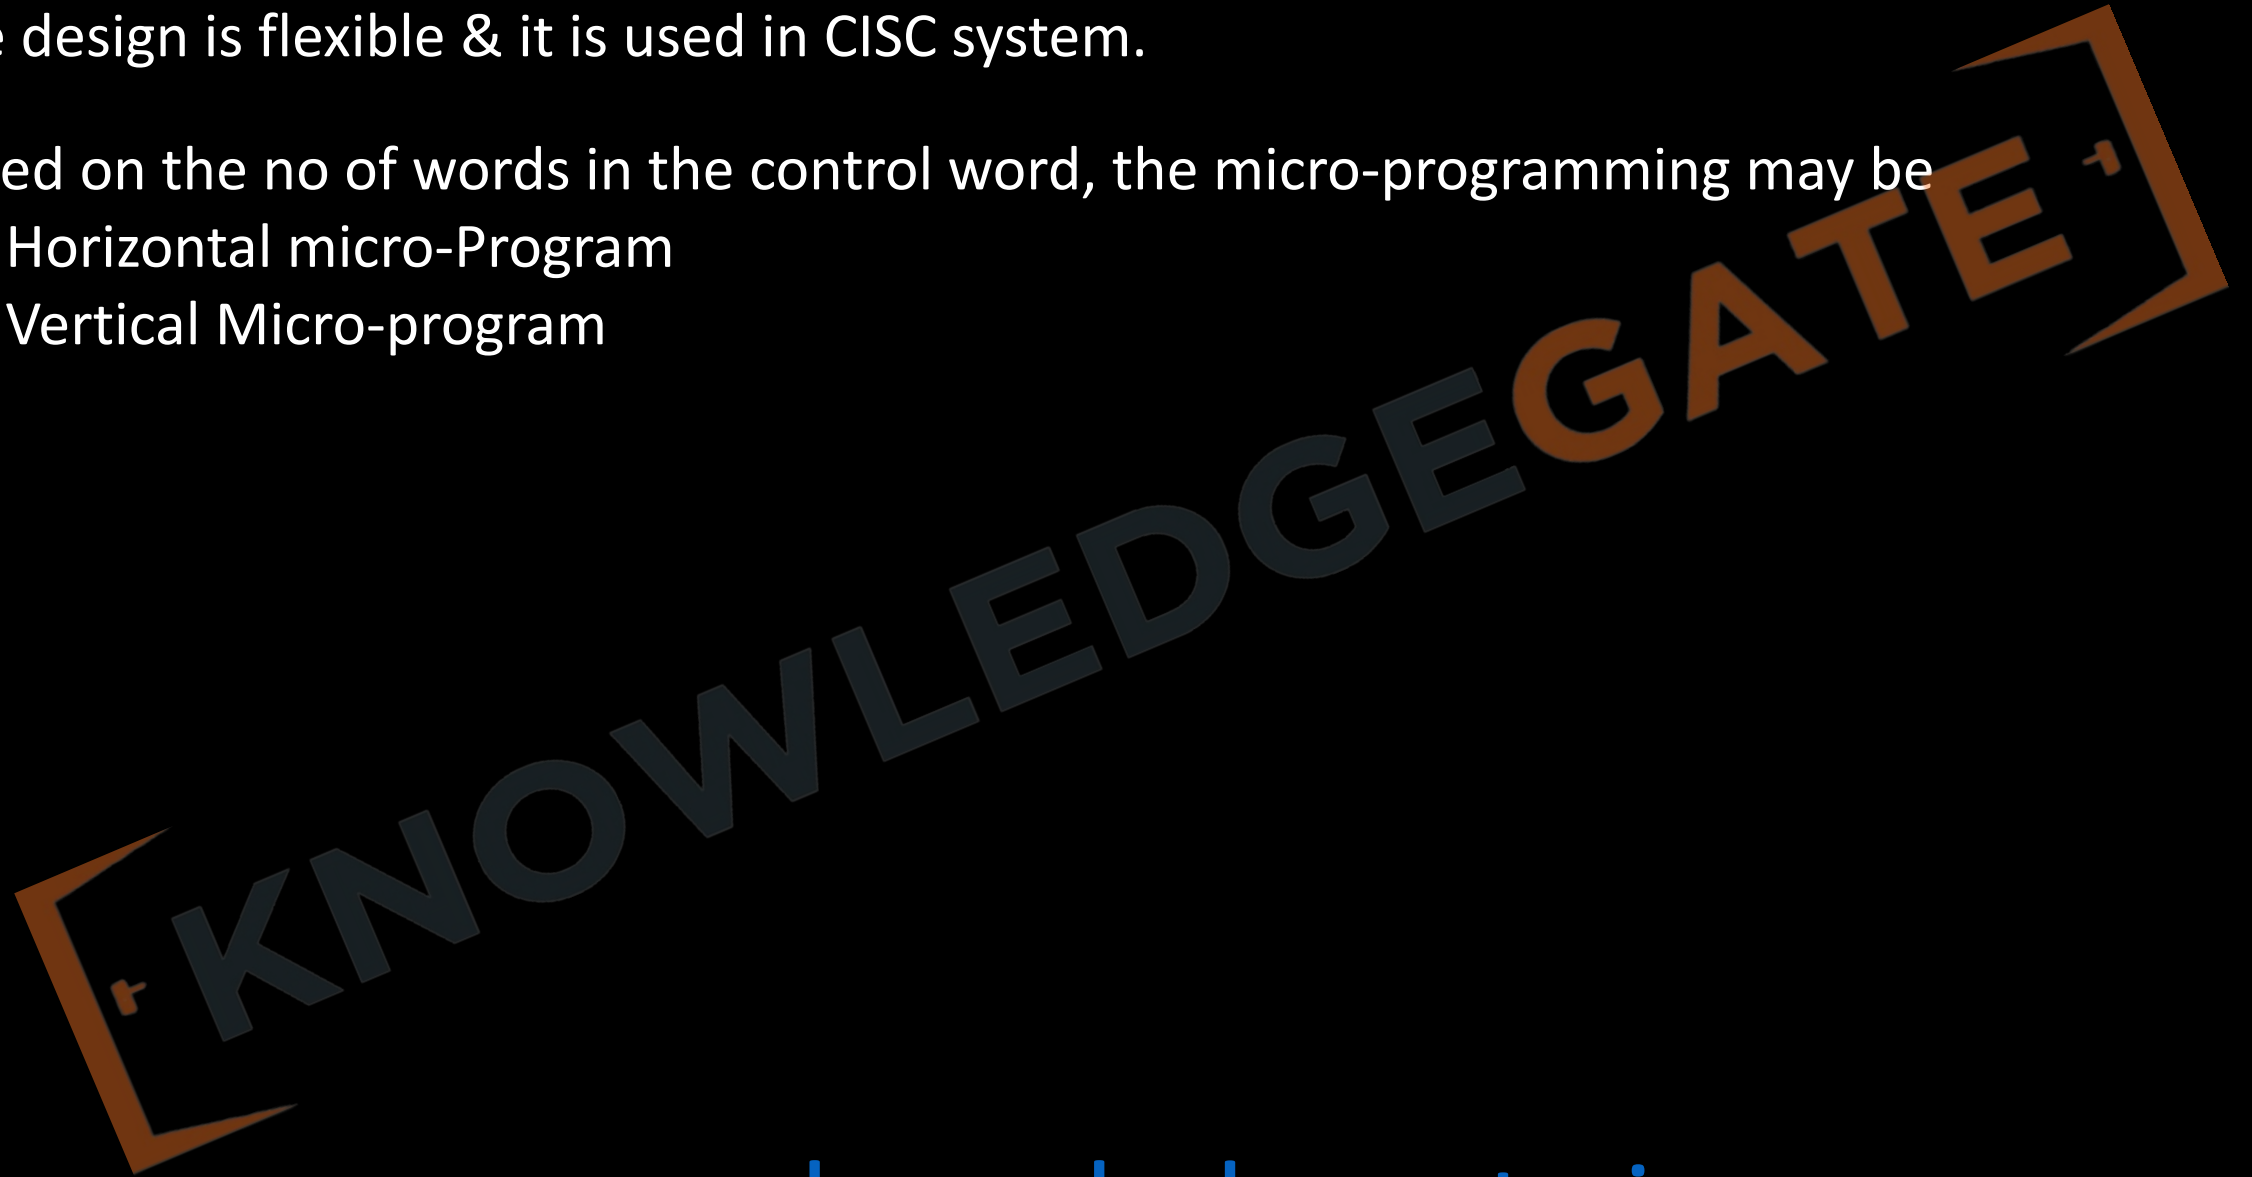 design is flexible & it is used in CISC system.
ed on the no of words in the control word, the micro-programming may be
Horizontal micro-Program
Vertical Micro-program
KNOWLEDGEGATE